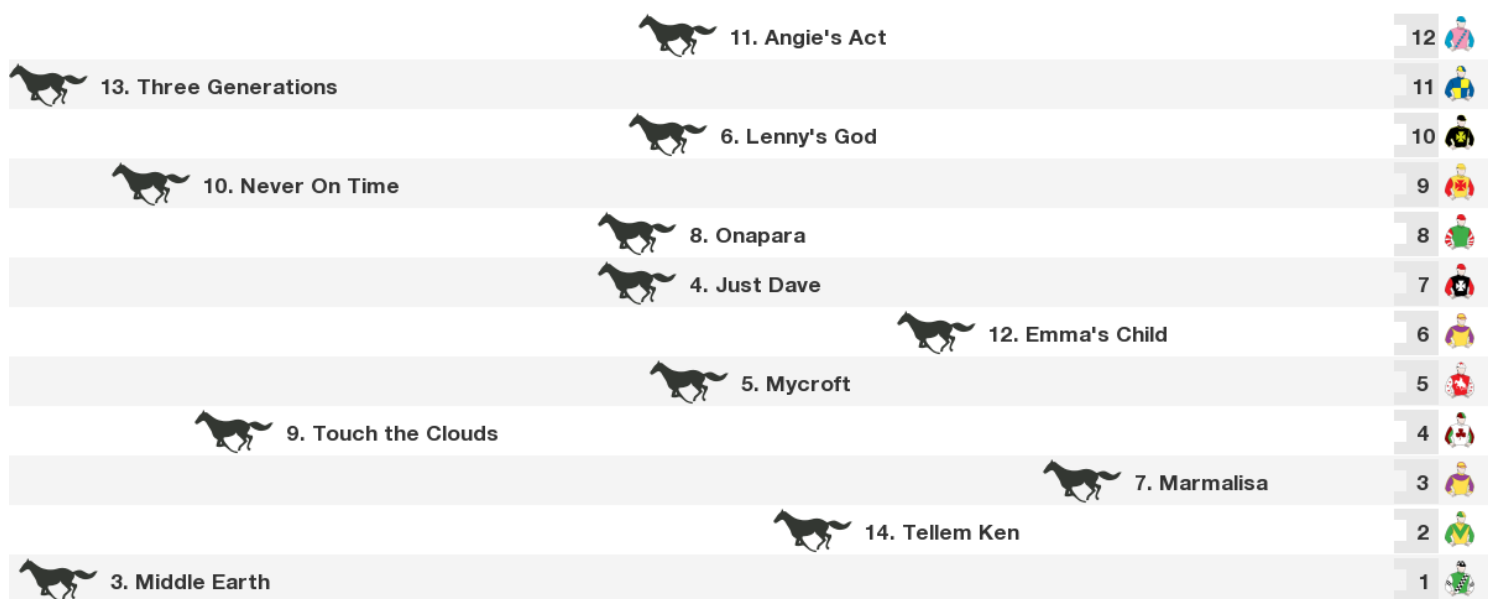 11. Angie's Act 12
13. Three Generations 11
6. Lenny's God 10
10. Never On Time 9
8. Onapara 8
4. Just Dave 7
12. Emma's Child 6
5. Mycroft 5
9. Touch the Clouds 4
7. Marmalisa 3
14. Tellem Ken 2
3. Middle Earth 1